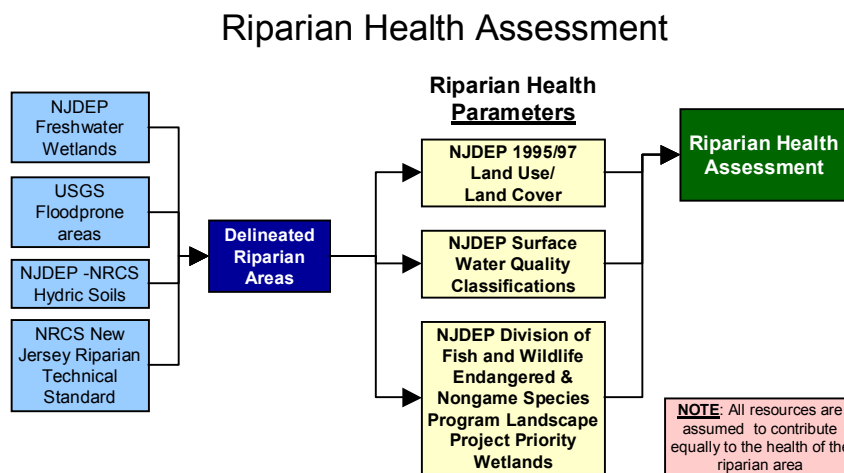 Riparian Health Assessment
NJDEP
Freshwater
Wetlands
USGS
Floodprone
areas
NJDEP -NRCS
Hydric Soils
NRCS New
Jersey Riparian
Technical
Standard
Delineated
Riparian
Areas
Riparian Health
Parameters
NJDEP 1995/97
Land Use/
Land Cover
NJDEP Surface
Water Quality
Classifications
NJDEP Division of
Fish and Wildlife
Endangered &
Nongame Species
Program Landscape
Project Priority
Wetlands
Riparian Health
Assessment
NOTE: All resources are
assumed to contribute
equally to the health of the
riparian area